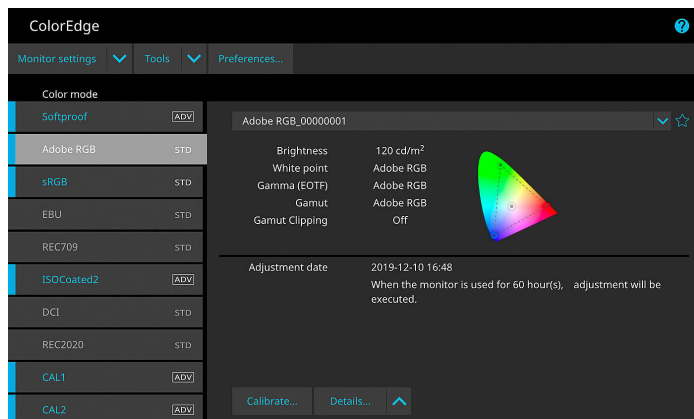 ColorEdge
Monitor settings Tools Preferences...
Color mode
Softproof ADV
Adobe RGB STD
sRGB STD
EBU STD
REC709 STD
ISOCoated2 ADV
DCI STD
REC2020 STD
CAL1 ADV
CAL2 ADV
Adobe RGB_00000001
Brightness 120 cd/m²
White point Adobe RGB
Gamma (EOTF) Adobe RGB
Gamut Adobe RGB
Gamut Clipping Off
Adjustment date 2019-12-10 16:48
When the monitor is used for 60 hour(s), adjustment will be
executed.
Calibrate... Details...